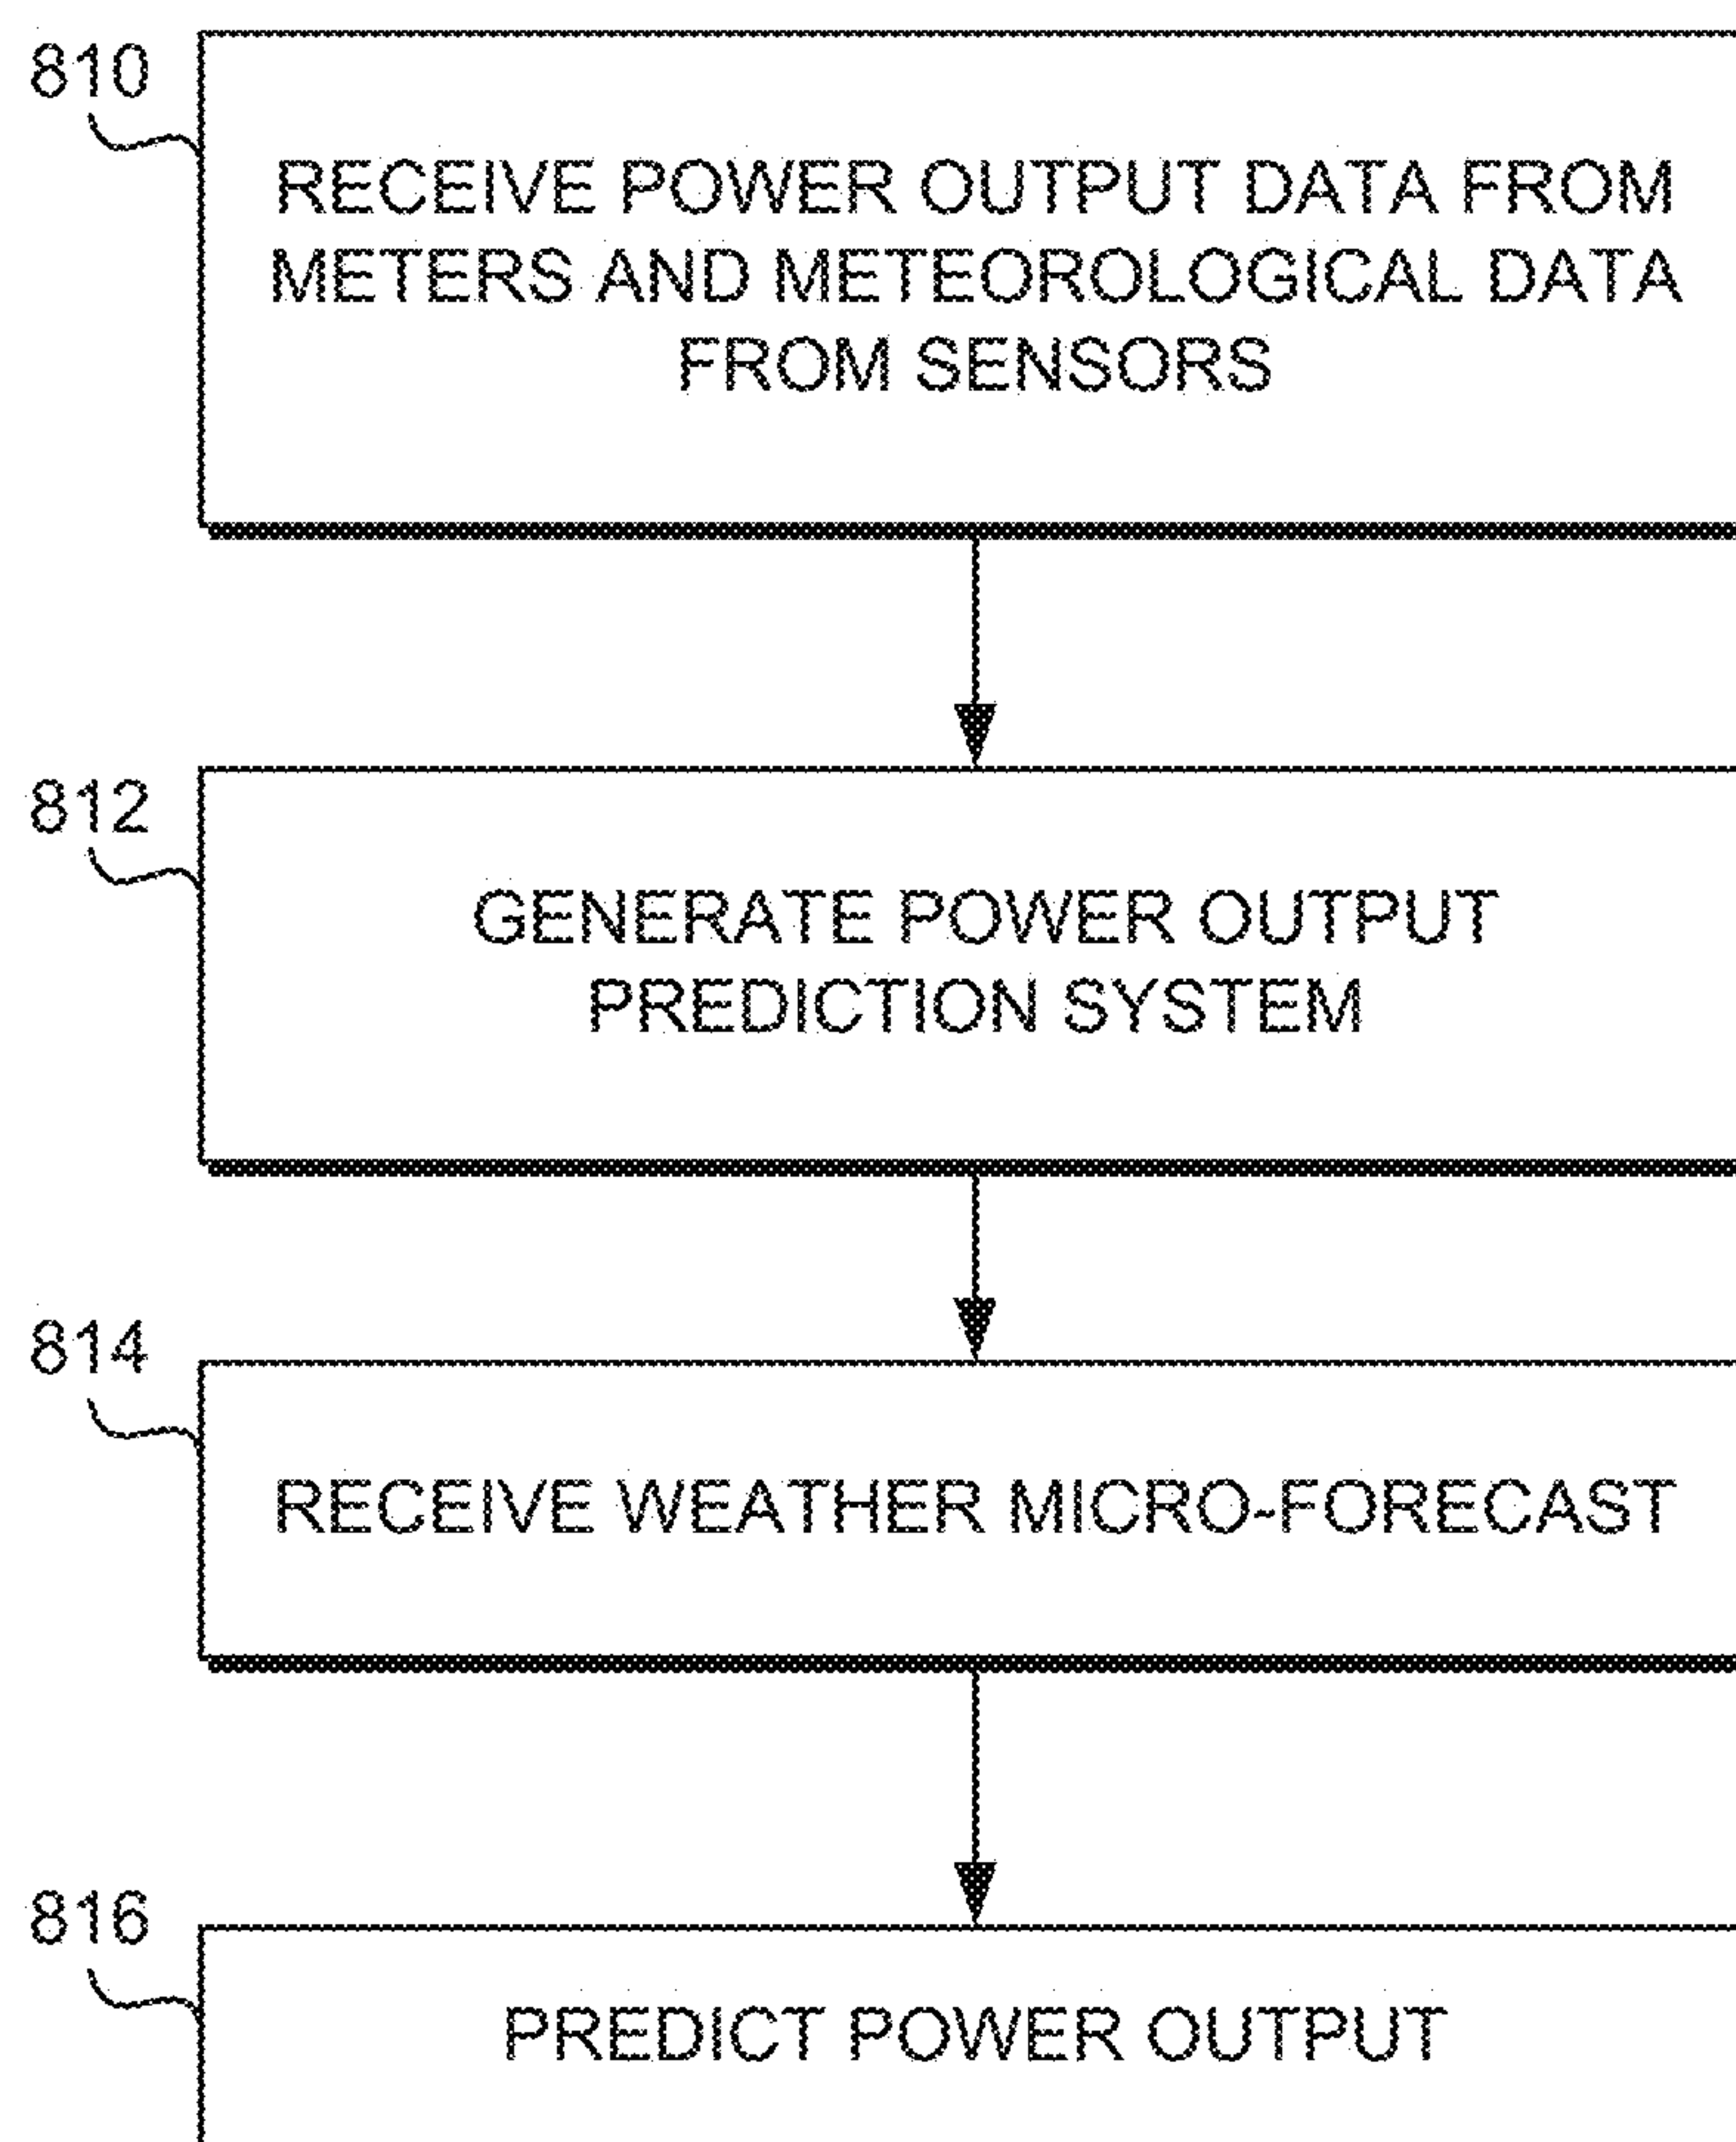 810
RECEIVE POWER OUTPUT DATA FROM
METERS AND METEOROLOGICAL DATA
FROM SENSORS
812
GENERATE POWER OUTPUT
PREDICTION SYSTEM
814
RECEIVE WEATHER MICRO-FORECAST
816
PREDICT POWER OUTPUT